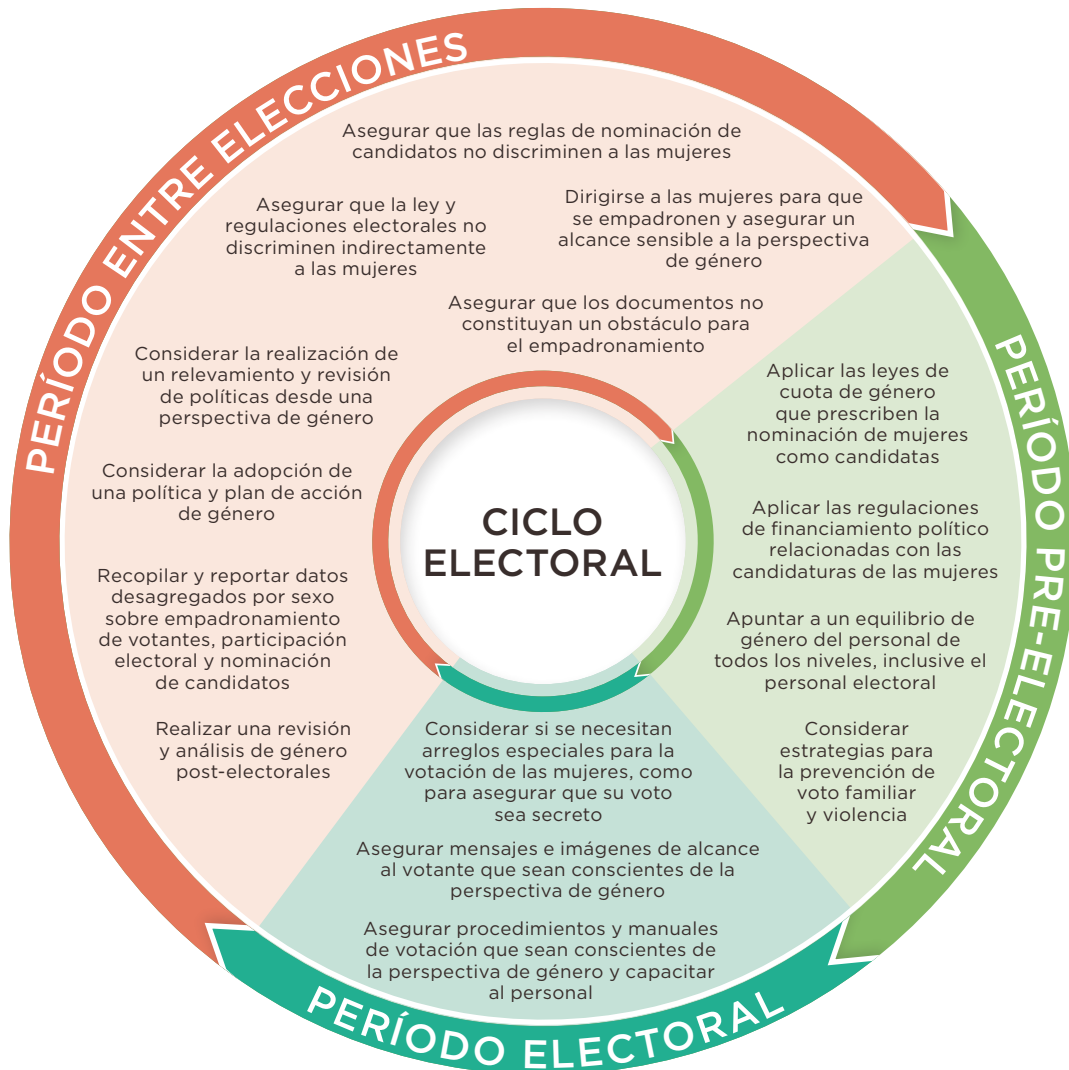 PERÍODO ENTRE ELECCIONES
Asegurar que las reglas de nominación de
candidatos no discriminen a las mujeres
Dirigirse a las mujeres para que
se empadronen y asegurar un
alcance sensible a la perspectiva
de género
Asegurar que la ley y
regulaciones electorales no
discriminen indirectamente
a las mujeres
Asegurar que los documentos no
constituyan un obstáculo para
el empadronamiento
Considerar la realización de
un relevamiento y revisión
de políticas desde una
perspectiva de género
Considerar la adopción de
una política y plan de acción
de género
Recopilar y reportar datos
desagregados por sexo
sobre empadronamiento
de votantes, participación
electoral y nominación
de candidatos
Realizar una revisión
y análisis de género
post-electorales
CICLO
ELECTORAL
PERÍODO PRE-ELECTORAL
Aplicar las leyes de
cuota de género
que prescriben la
nominación de mujeres
como candidatas
Aplicar las regulaciones
de financiamiento político
relacionadas con las
candidaturas de las mujeres
Apuntar a un equilibrio de
género del personal de
todos los niveles, inclusive el
personal electoral
Considerar
estrategias para
la prevención de
voto familiar
y violencia
Considerar si se necesitan
arreglos especiales para la
votación de las mujeres, como
para asegurar que su voto
sea secreto
Asegurar mensajes e imágenes de alcance
al votante que sean conscientes de la
perspectiva de género
Asegurar procedimientos y manuales
de votación que sean conscientes de
la perspectiva de género y capacitar
al personal
PERÍODO ELECTORAL